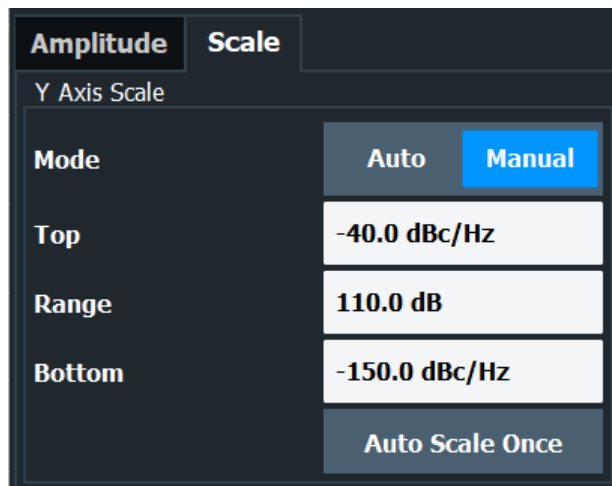 Amplitude Scale
Y Axis Scale
Mode Auto Manual
Top -40.0 dBc/Hz
Range 110.0 dB
Bottom -150.0 dBc/Hz
Auto Scale Once